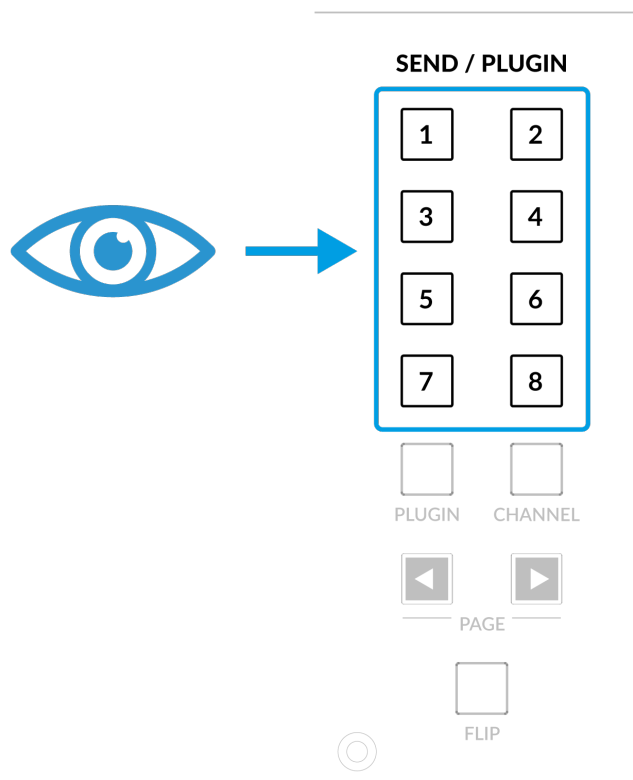 SEND / PLUGIN
1 2
3 4
5 6
7 8
PLUGIN CHANNEL
PAGE
FLIP